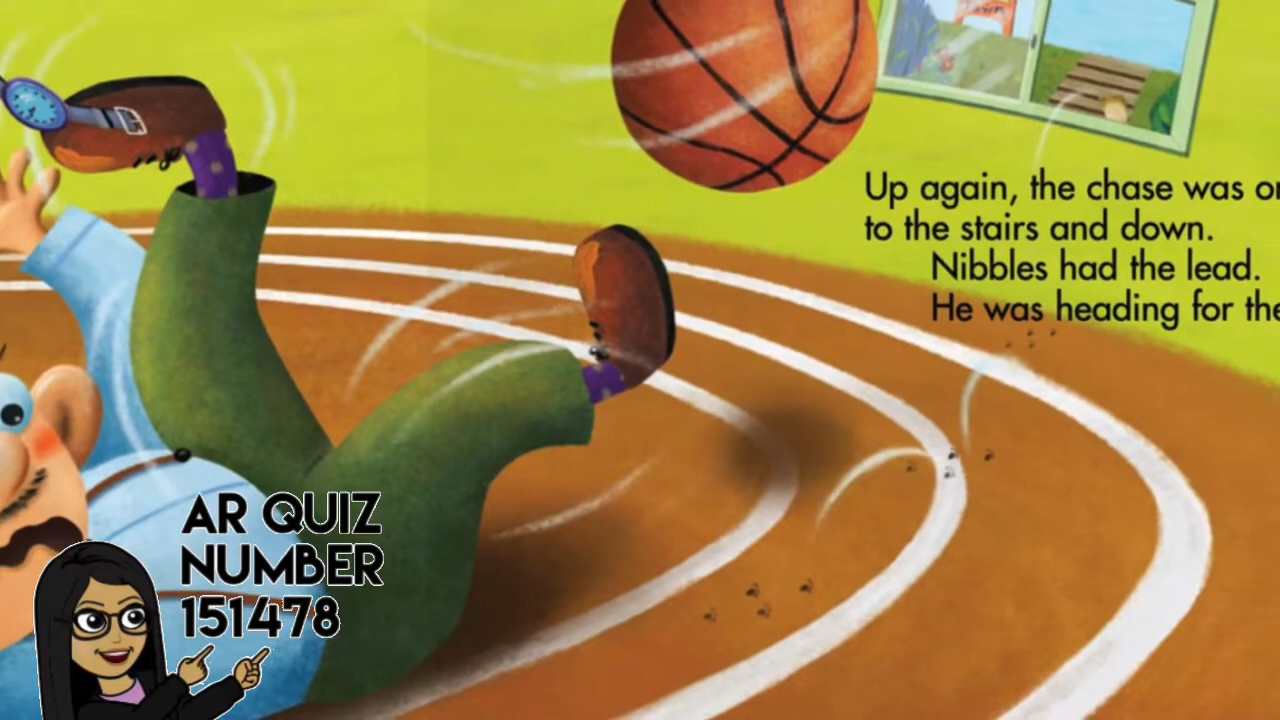 Up again, the chase was
to the stairs and down.
Nibbles had the lead.
He was heading for the
AR QUIZ
NUMBER
151478